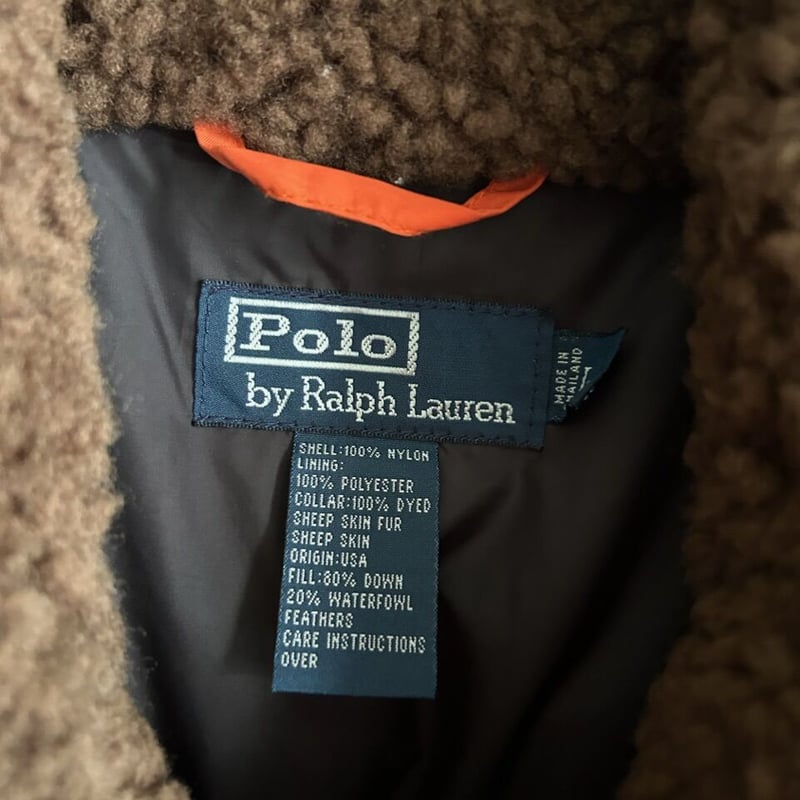 Polo
by Ralph Lauren
MADE IN
SHELL:100% NYLON
LINING:
100% POLYESTER
COLLAR:100% DYED
SHEEP SKIN FUR
SHEEP SKIN
ORIGIN:USA
FILL:80% DOWN
20% WATERFOWL
FEATHERS
CARE INSTRUCTIONS
OVER